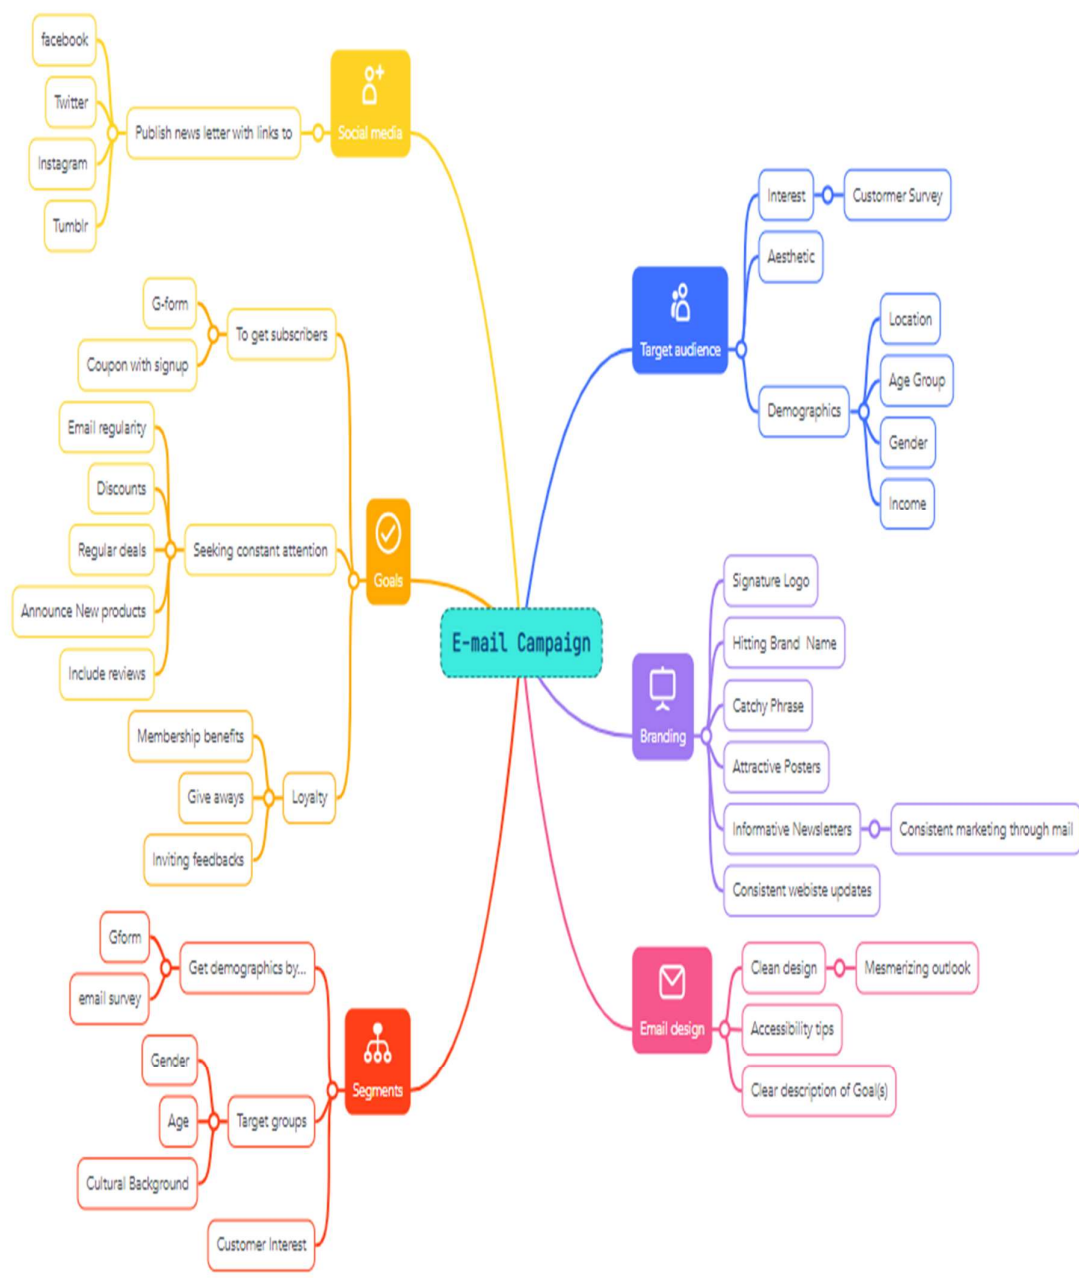 E-mail Campaign
Social media
Publish news letter with links to
facebook
Twitter
Instagram
Tumblr
Goals
To get subscribers
G-form
Coupon with signup
Seeking constant attention
Email regularity
Discounts
Regular deals
Announce New products
Include reviews
Loyalty
Membership benefits
Give aways
Inviting feedbacks
Segments
Get demographics by...
Gform
email survey
Target groups
Gender
Age
Cultural Background
Customer Interest
Target audience
Interest
Custormer Survey
Aesthetic
Demographics
Location
Age Group
Gender
Income
Branding
Signature Logo
Hitting Brand Name
Catchy Phrase
Attractive Posters
Informative Newsletters
Consistent marketing through mail
Consistent webiste updates
Email design
Clean design
Mesmerizing outlook
Accessibility tips
Clear description of Goal(s)